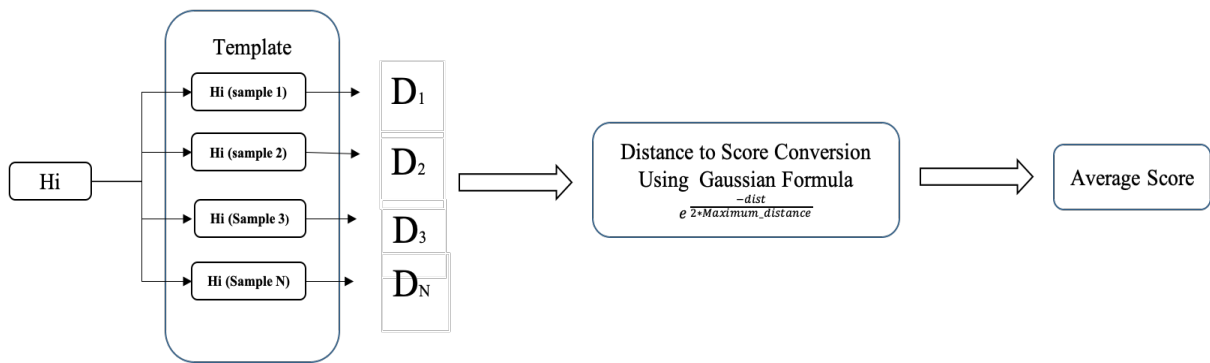 Template
Hi (sample 1)
Hi (sample 2)
Hi (Sample 3)
Hi (Sample N)
Hi
D1
D2
D3
DN
Distance to Score Conversion
Using Gaussian Formula
e^(-dist / 2*Maximum_distance)
Average Score